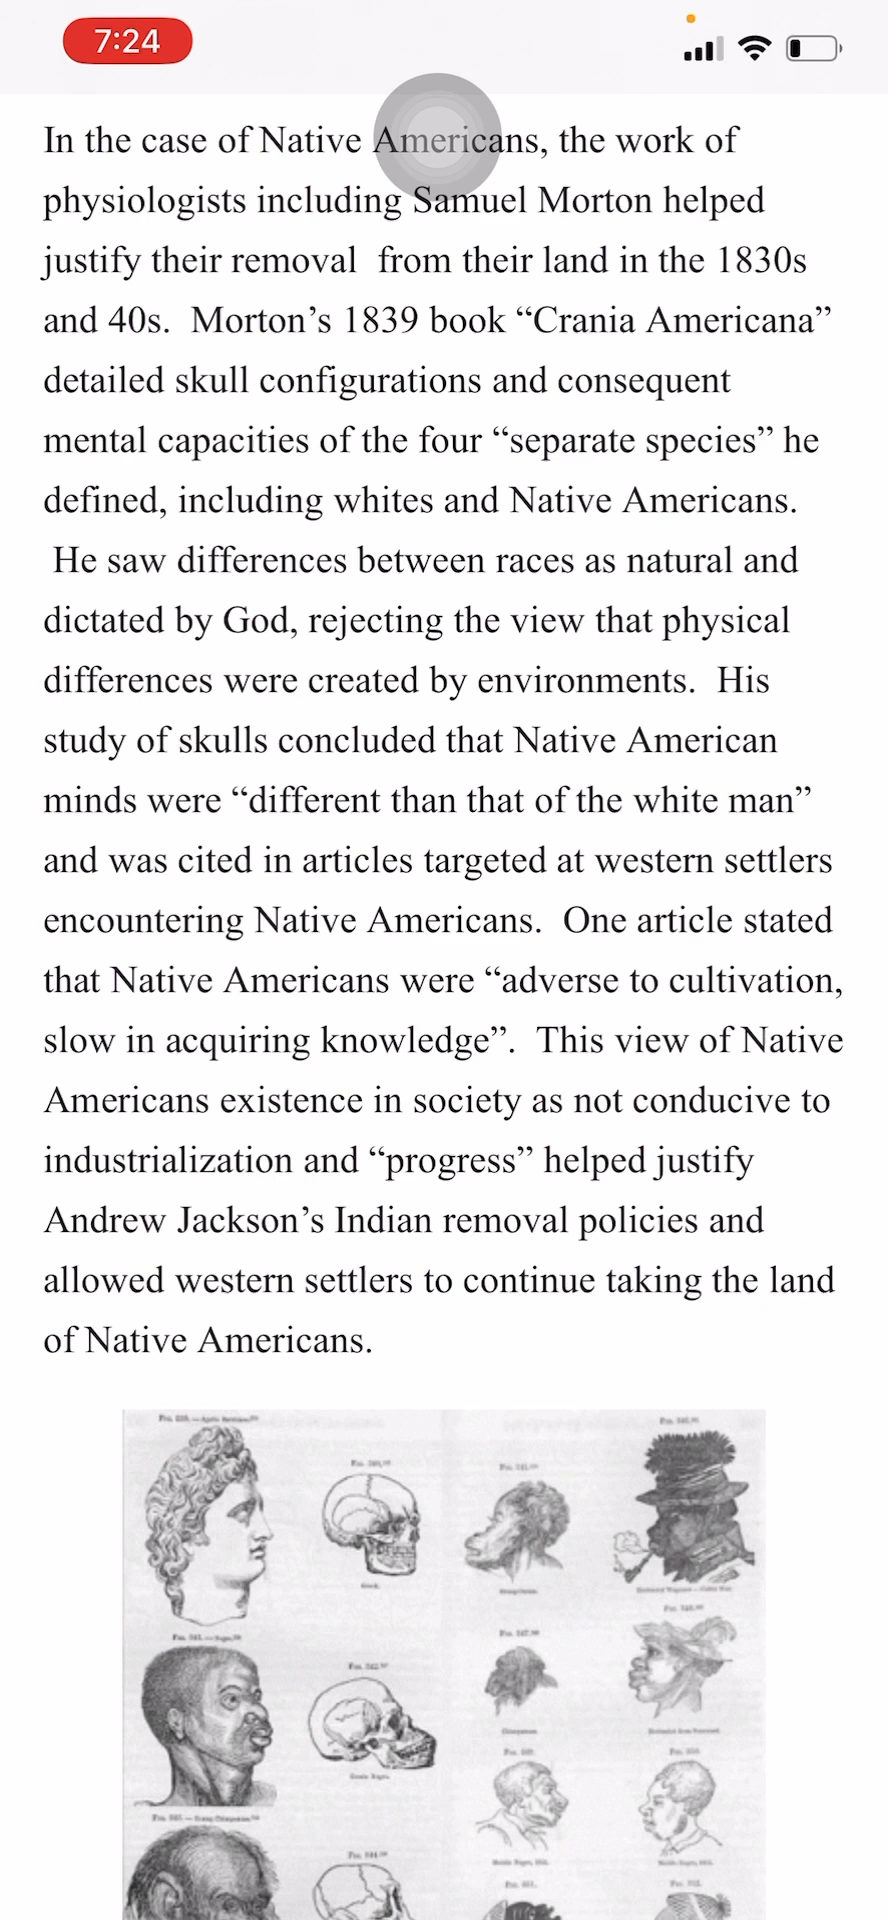 7:24
In the case of Native Americans, the work of
physiologists including Samuel Morton helped
justify their removal  from their land in the 1830s
and 40s.  Morton’s 1839 book “Crania Americana”
detailed skull configurations and consequent
mental capacities of the four “separate species” he
defined, including whites and Native Americans.
He saw differences between races as natural and
dictated by God, rejecting the view that physical
differences were created by environments.  His
study of skulls concluded that Native American
minds were “different than that of the white man”
and was cited in articles targeted at western settlers
encountering Native Americans.  One article stated
that Native Americans were “adverse to cultivation,
slow in acquiring knowledge”.  This view of Native
Americans existence in society as not conducive to
industrialization and “progress” helped justify
Andrew Jackson’s Indian removal policies and
allowed western settlers to continue taking the land
of Native Americans.